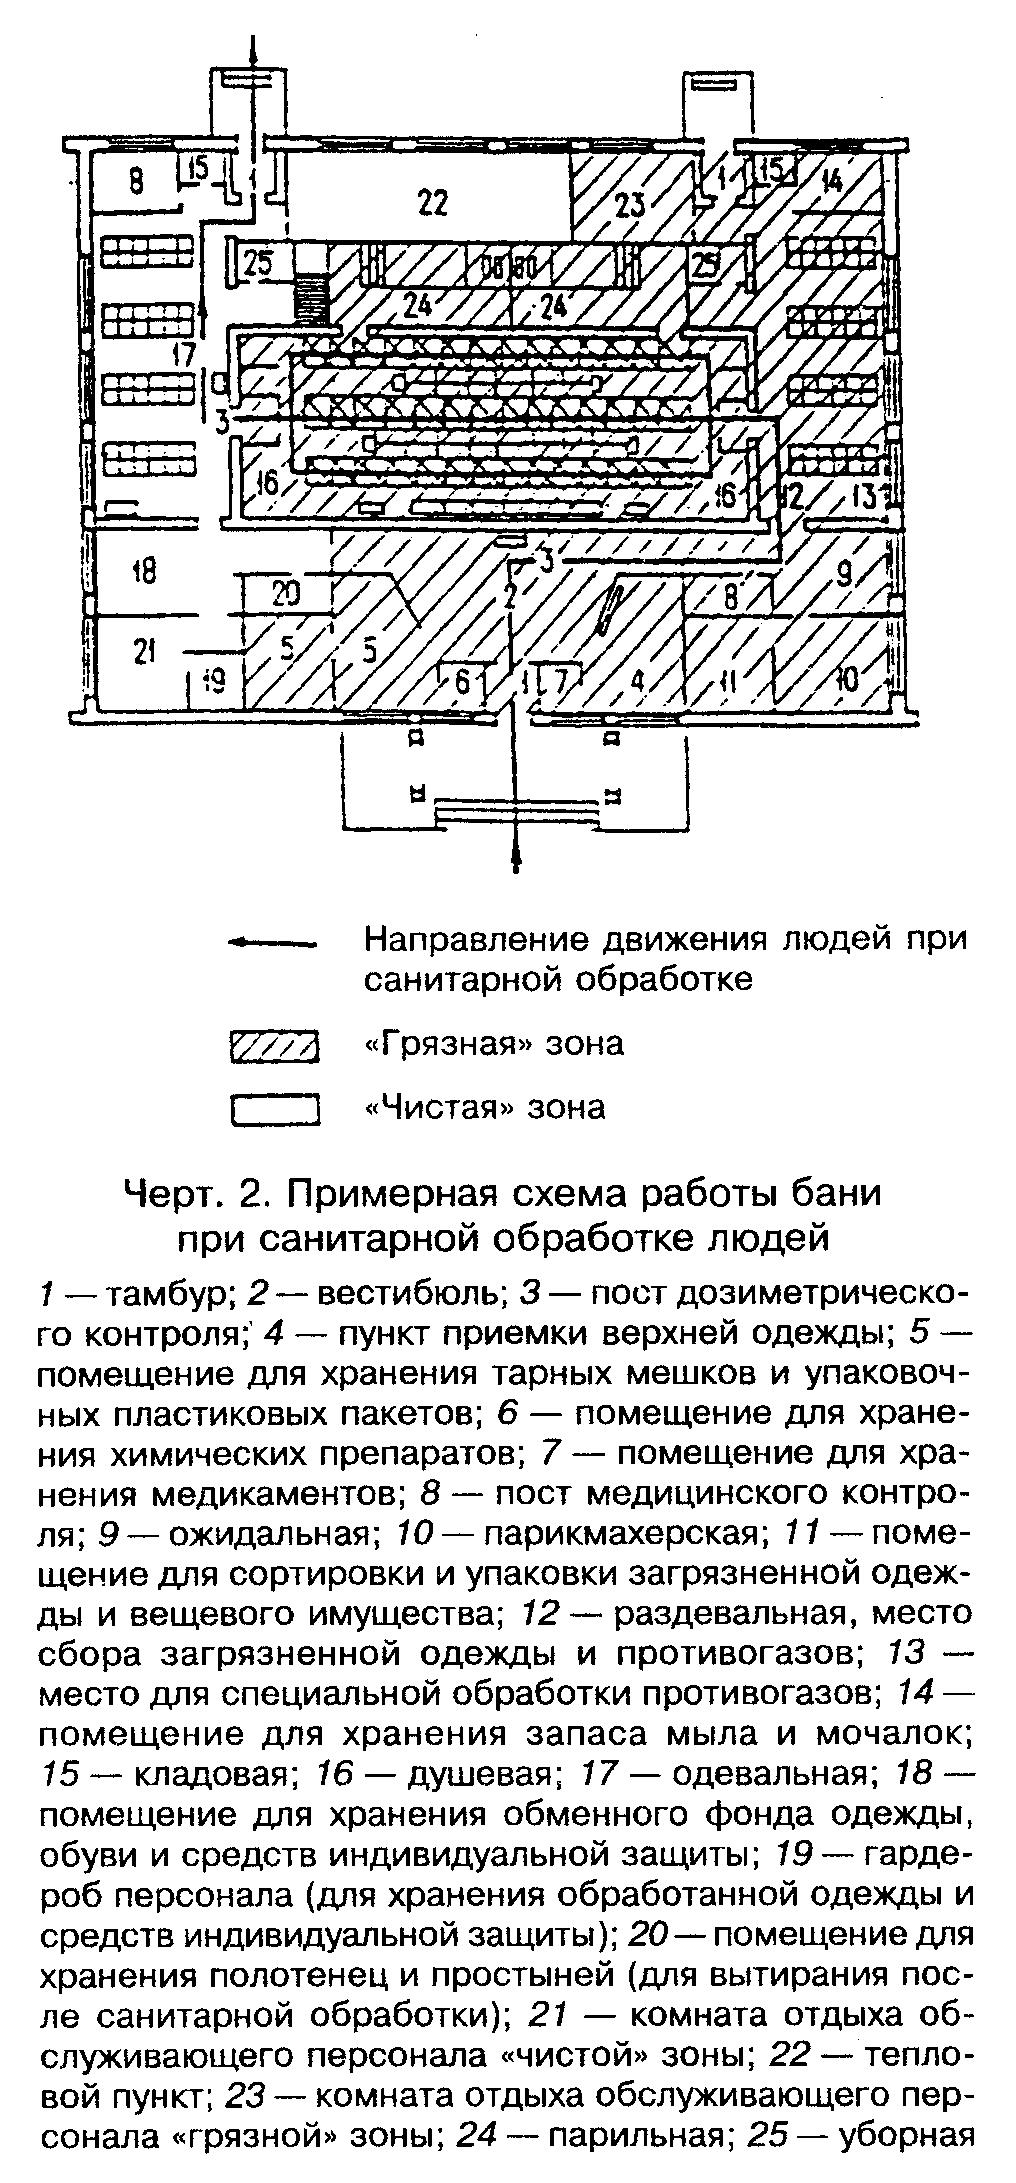 8 15 22 23 1 15 14
25 25
24 24
17
3
16 16 12 13
18 3 9
20 2 8
21 5 5
19 6 1 7 4 11 10
Направление движения людей при
санитарной обработке
«Грязная» зона
«Чистая» зона
Черт. 2. Примерная схема работы бани
при санитарной обработке людей
1 — тамбур; 2 — вестибюль; 3 — пост дозиметрическо-
го контроля; 4 — пункт приемки верхней одежды; 5 —
помещение для хранения тарных мешков и упаковоч-
ных пластиковых пакетов; 6 — помещение для хране-
ния химических препаратов; 7 — помещение для хра-
нения медикаментов; 8 — пост медицинского контро-
ля; 9 — ожидальная; 10 — парикмахерская; 11 — поме-
щение для сортировки и упаковки загрязненной одеж-
ды и вещевого имущества; 12 — раздевальная, место
сбора загрязненной одежды и противогазов; 13 —
место для специальной обработки противогазов; 14 —
помещение для хранения запаса мыла и мочалок;
15 — кладовая; 16 — душевая; 17 — одевальная; 18 —
помещение для хранения обменного фонда одежды,
обуви и средств индивидуальной защиты; 19 — гарде-
роб персонала (для хранения обработанной одежды и
средств индивидуальной защиты); 20 — помещение для
хранения полотенец и простыней (для вытирания пос-
ле санитарной обработки); 21 — комната отдыха об-
служивающего персонала «чистой» зоны; 22 — тепло-
вой пункт; 23 — комната отдыха обслуживающего пер-
сонала «грязной» зоны; 24 — парильная; 25 — уборная